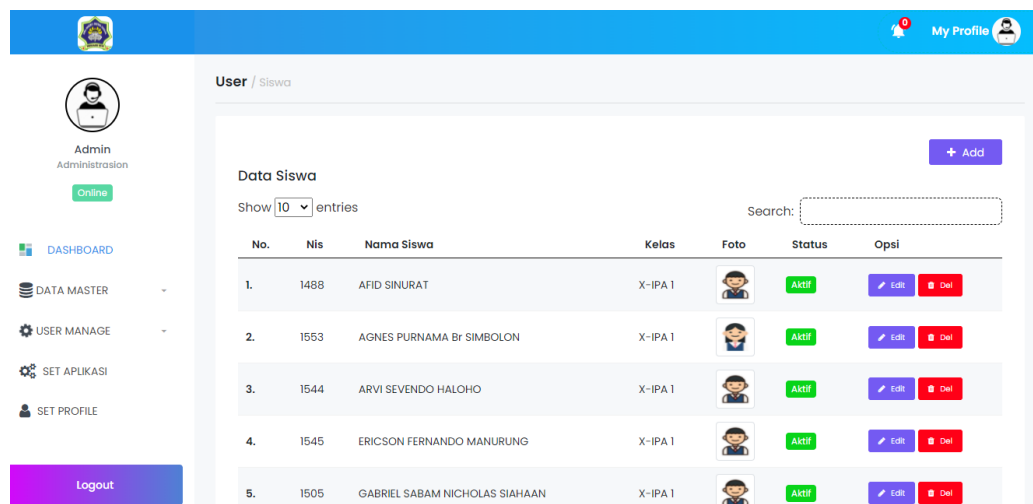 0
My Profile
Admin
Administrasion
Online
DASHBOARD
DATA MASTER
USER MANAGE
SET APLIKASI
SET PROFILE
Logout
User / Siswa
+ Add
Data Siswa
Show 10 entries
Search:
No. Nis Nama Siswa Kelas Foto Status Opsi
1. 1488 AFID SINURAT X-IPA 1 Aktif Edit Del
2. 1553 AGNES PURNAMA Br SIMBOLON X-IPA 1 Aktif Edit Del
3. 1544 ARVI SEVENDO HALOHO X-IPA 1 Aktif Edit Del
4. 1545 ERICSON FERNANDO MANURUNG X-IPA 1 Aktif Edit Del
5. 1505 GABRIEL SABAM NICHOLAS SIAHAAN X-IPA 1 Aktif Edit Del